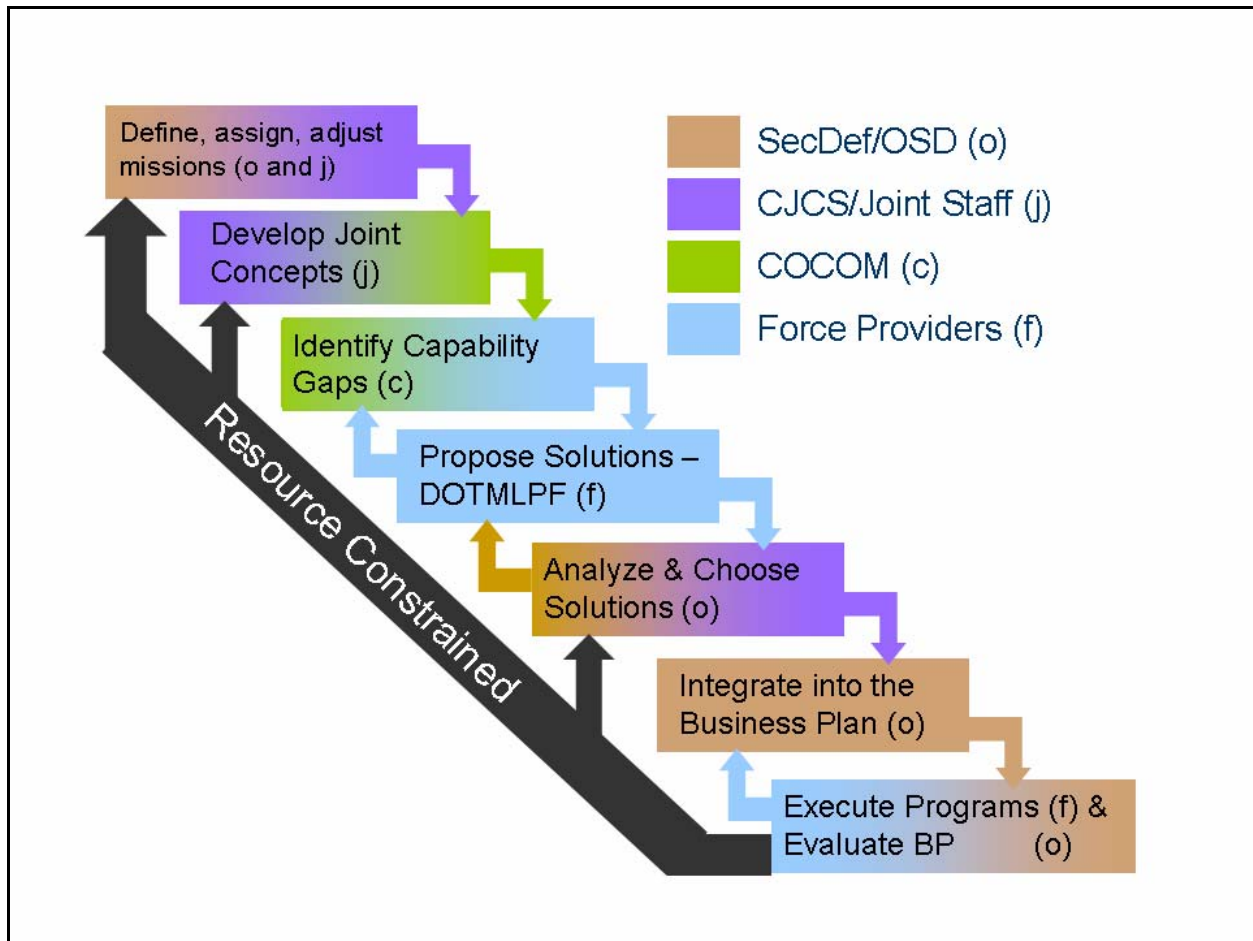 Define, assign, adjust
missions (o and j)
Develop Joint
Concepts (j)
Identify Capability
Gaps (c)
Propose Solutions –
DOTMLPF (f)
Analyze & Choose
Solutions (o)
Integrate into the
Business Plan (o)
Execute Programs (f) &
Evaluate BP (o)
Resource Constrained
SecDef/OSD (o)
CJCS/Joint Staff (j)
COCOM (c)
Force Providers (f)